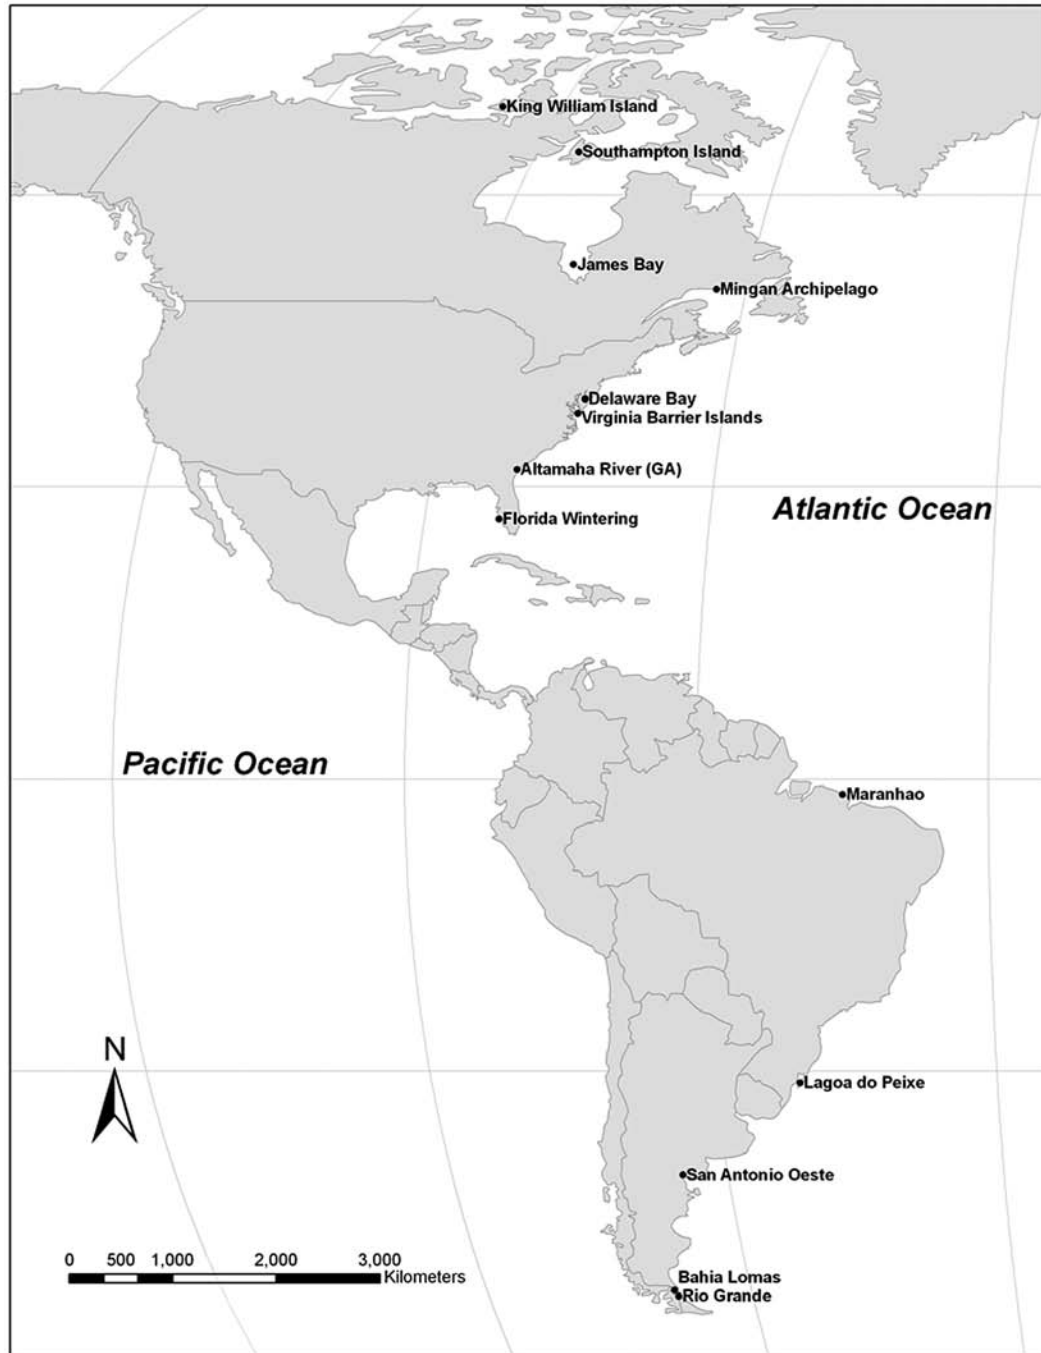 King William Island
Southampton Island
James Bay
Mingan Archipelago
Delaware Bay
Virginia Barrier Islands
Altamaha River (GA)
Atlantic Ocean
Florida Wintering
Pacific Ocean
Maranhao
N
Lagoa do Peixe
San Antonio Oeste
0 500 1,000 2,000 3,000
Kilometers
Bahia Lomas
Rio Grande